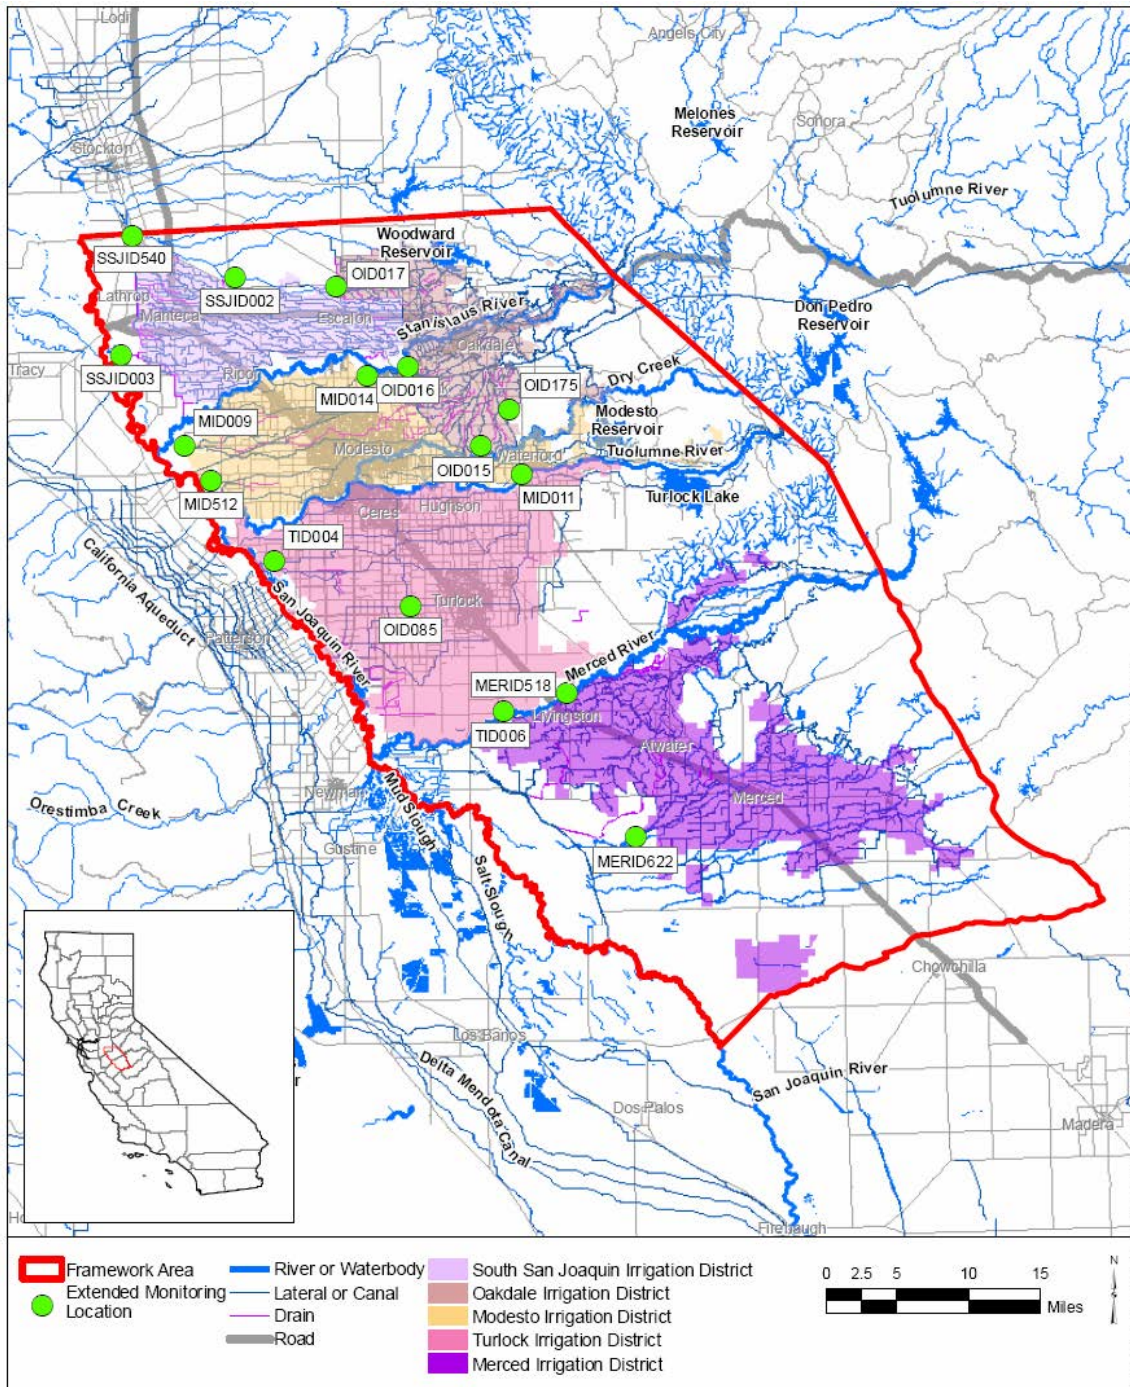 Lodi
Angels City
Melones
Reservoir
Sonora
Stockton
Tuolumne River
Woodward
Reservoir
SSJID540
OID017
SSJID002
Lathrop
Manteca
Escalon
Stanislaus River
Don Pedro
Reservoir
Oakdale
Tracy
SSJID003
Ripon
MID014
OID016
OID175
Dry Creek
MID009
Modesto
Reservoir
Modesto
OID015
Waterford
Tuolumne River
MID512
MID011
Turlock Lake
Hughson
Ceres
TID004
California Aqueduct
San Joaquin River
Turlock
OID085
Patterson
Merced River
MERID518
Livingston
TID006
Atwater
Newman
Mud Slough
Merced
Orestimba Creek
Gustine
MERID622
Salt Slough
Chowchilla
Los Banos
Delta Mendota Canal
San Joaquin River
Dos Palos
Madera
Firebaugh
Framework Area
Extended Monitoring
Location
River or Waterbody
Lateral or Canal
Drain
Road
South San Joaquin Irrigation District
Oakdale Irrigation District
Modesto Irrigation District
Turlock Irrigation District
Merced Irrigation District
0 2.5 5 10 15
Miles
N